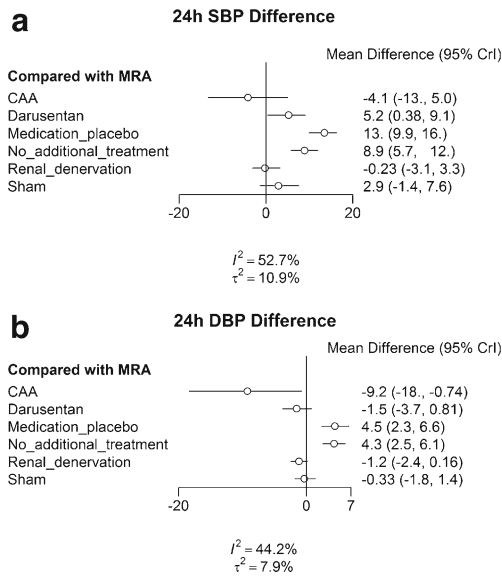 a
24h SBP Difference
Mean Difference (95% CrI)
Compared with MRA
CAA -4.1 (-13., 5.0)
Darusentan 5.2 (0.38, 9.1)
Medication_placebo 13. (9.9, 16.)
No_additional_treatment 8.9 (5.7, 12.)
Renal_denervation -0.23 (-3.1, 3.3)
Sham 2.9 (-1.4, 7.6)
-20 0 20
I² = 52.7%
τ² = 10.9%
b
24h DBP Difference
Mean Difference (95% CrI)
Compared with MRA
CAA -9.2 (-18., -0.74)
Darusentan -1.5 (-3.7, 0.81)
Medication_placebo 4.5 (2.3, 6.6)
No_additional_treatment 4.3 (2.5, 6.1)
Renal_denervation -1.2 (-2.4, 0.16)
Sham -0.33 (-1.8, 1.4)
-20 0 7
I² = 44.2%
τ² = 7.9%